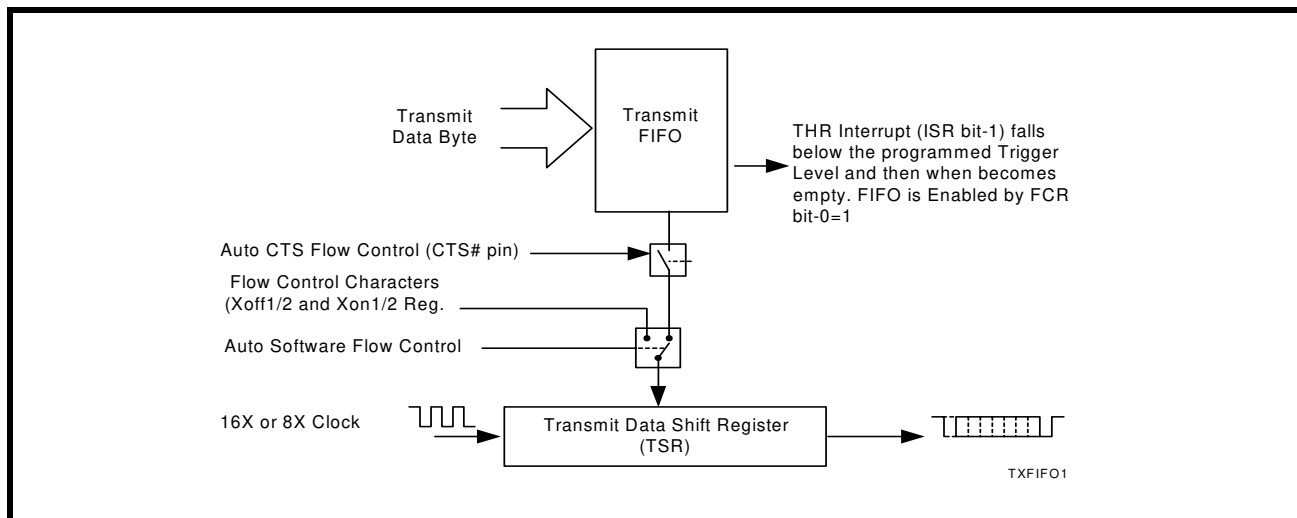 Transmit
Data Byte
Transmit
FIFO
THR Interrupt (ISR bit-1) falls
below the programmed Trigger
Level and then when becomes
empty. FIFO is Enabled by FCR
bit-0=1
Auto CTS Flow Control (CTS# pin)
Flow Control Characters
(Xoff1/2 and Xon1/2 Reg.
Auto Software Flow Control
16X or 8X Clock
Transmit Data Shift Register
(TSR)
TXFIFO1